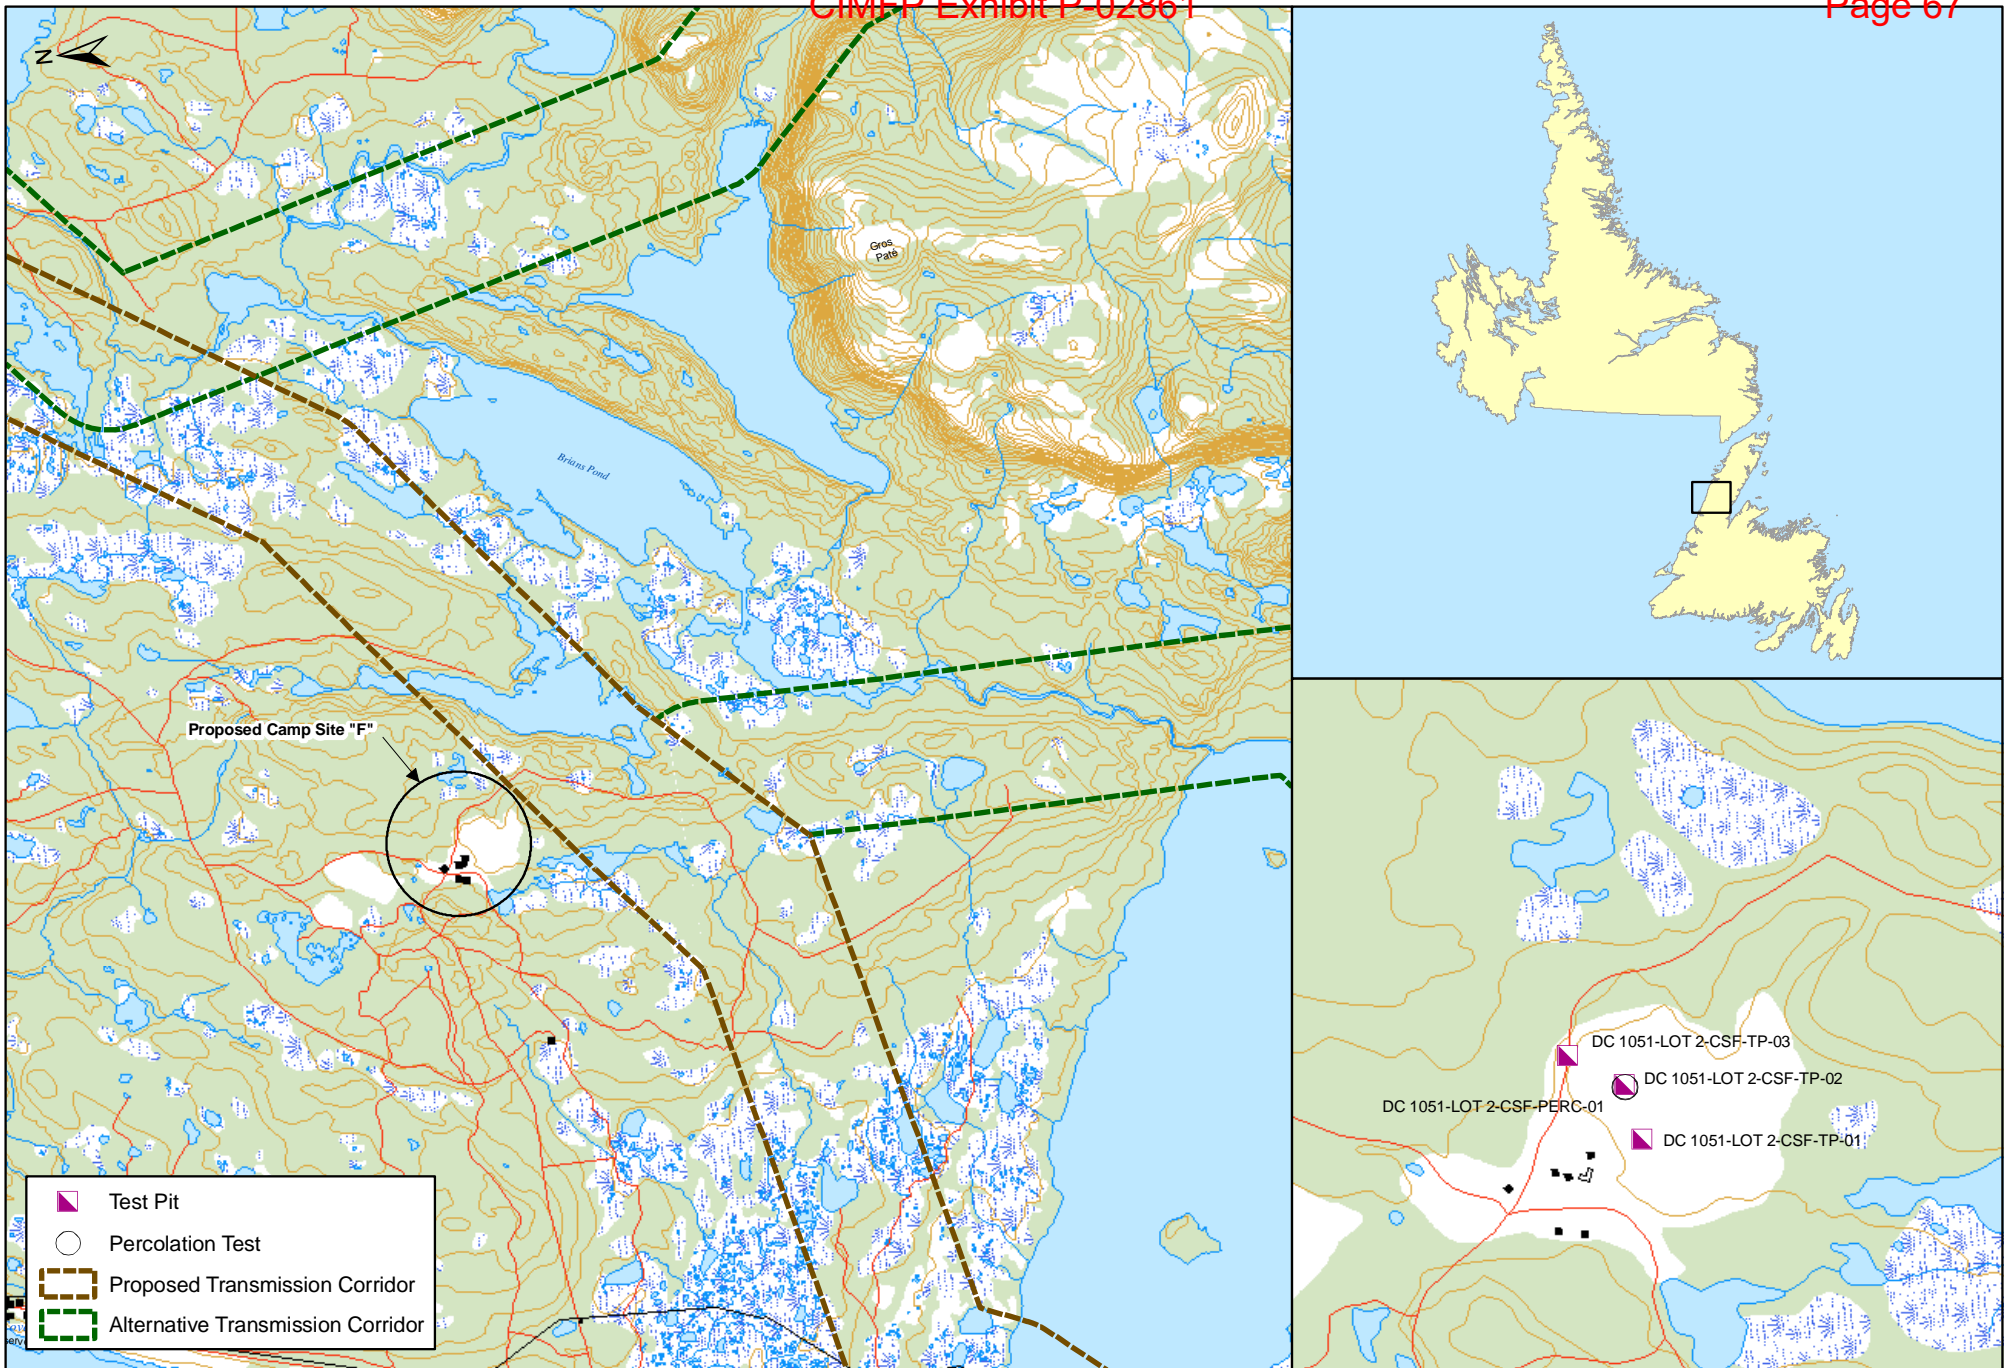 CIMFP Exhibit P-02861
Page 67
N
Gros
Pate
Brians Pond
Proposed Camp Site "F"
DC 1051-LOT 2-CSF-TP-03
DC 1051-LOT 2-CSF-TP-02
DC 1051-LOT 2-CSF-PERC-01
DC 1051-LOT 2-CSF-TP-01
Test Pit
Percolation Test
Proposed Transmission Corridor
Alternative Transmission Corridor